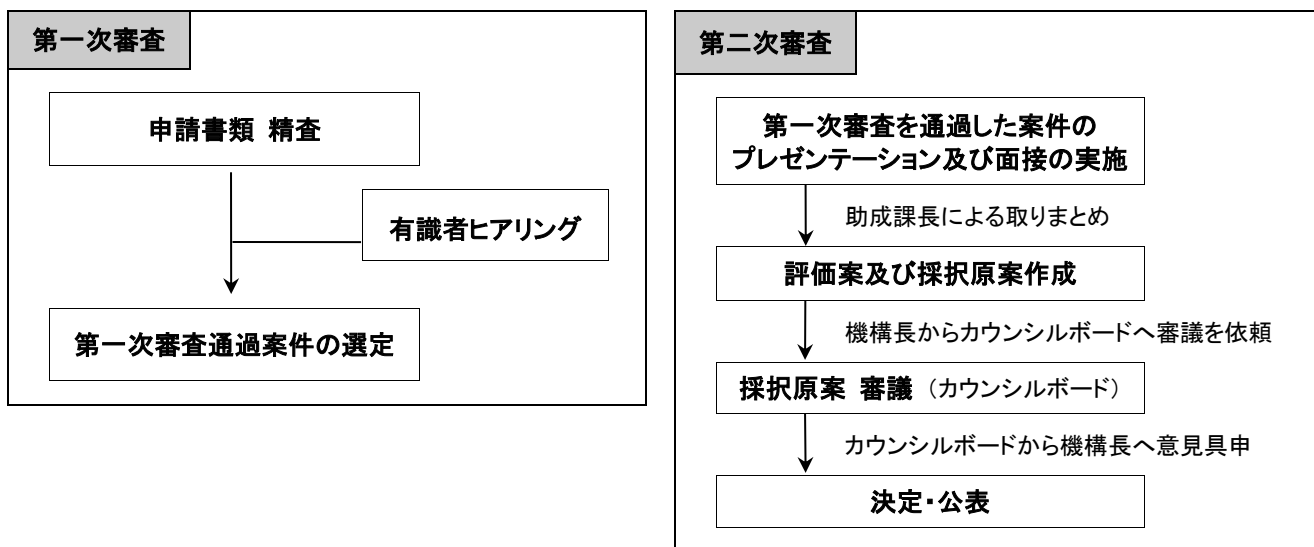 第一次審査
申請書類 精査
有識者ヒアリング
第一次審査通過案件の選定
第二次審査
第一次審査を通過した案件の
プレゼンテーション及び面接の実施
助成課長による取りまとめ
評価案及び採択原案作成
機構長からカウンシルボードへ審議を依頼
採択原案 審議（カウンシルボード）
カウンシルボードから機構長へ意見具申
決定・公表